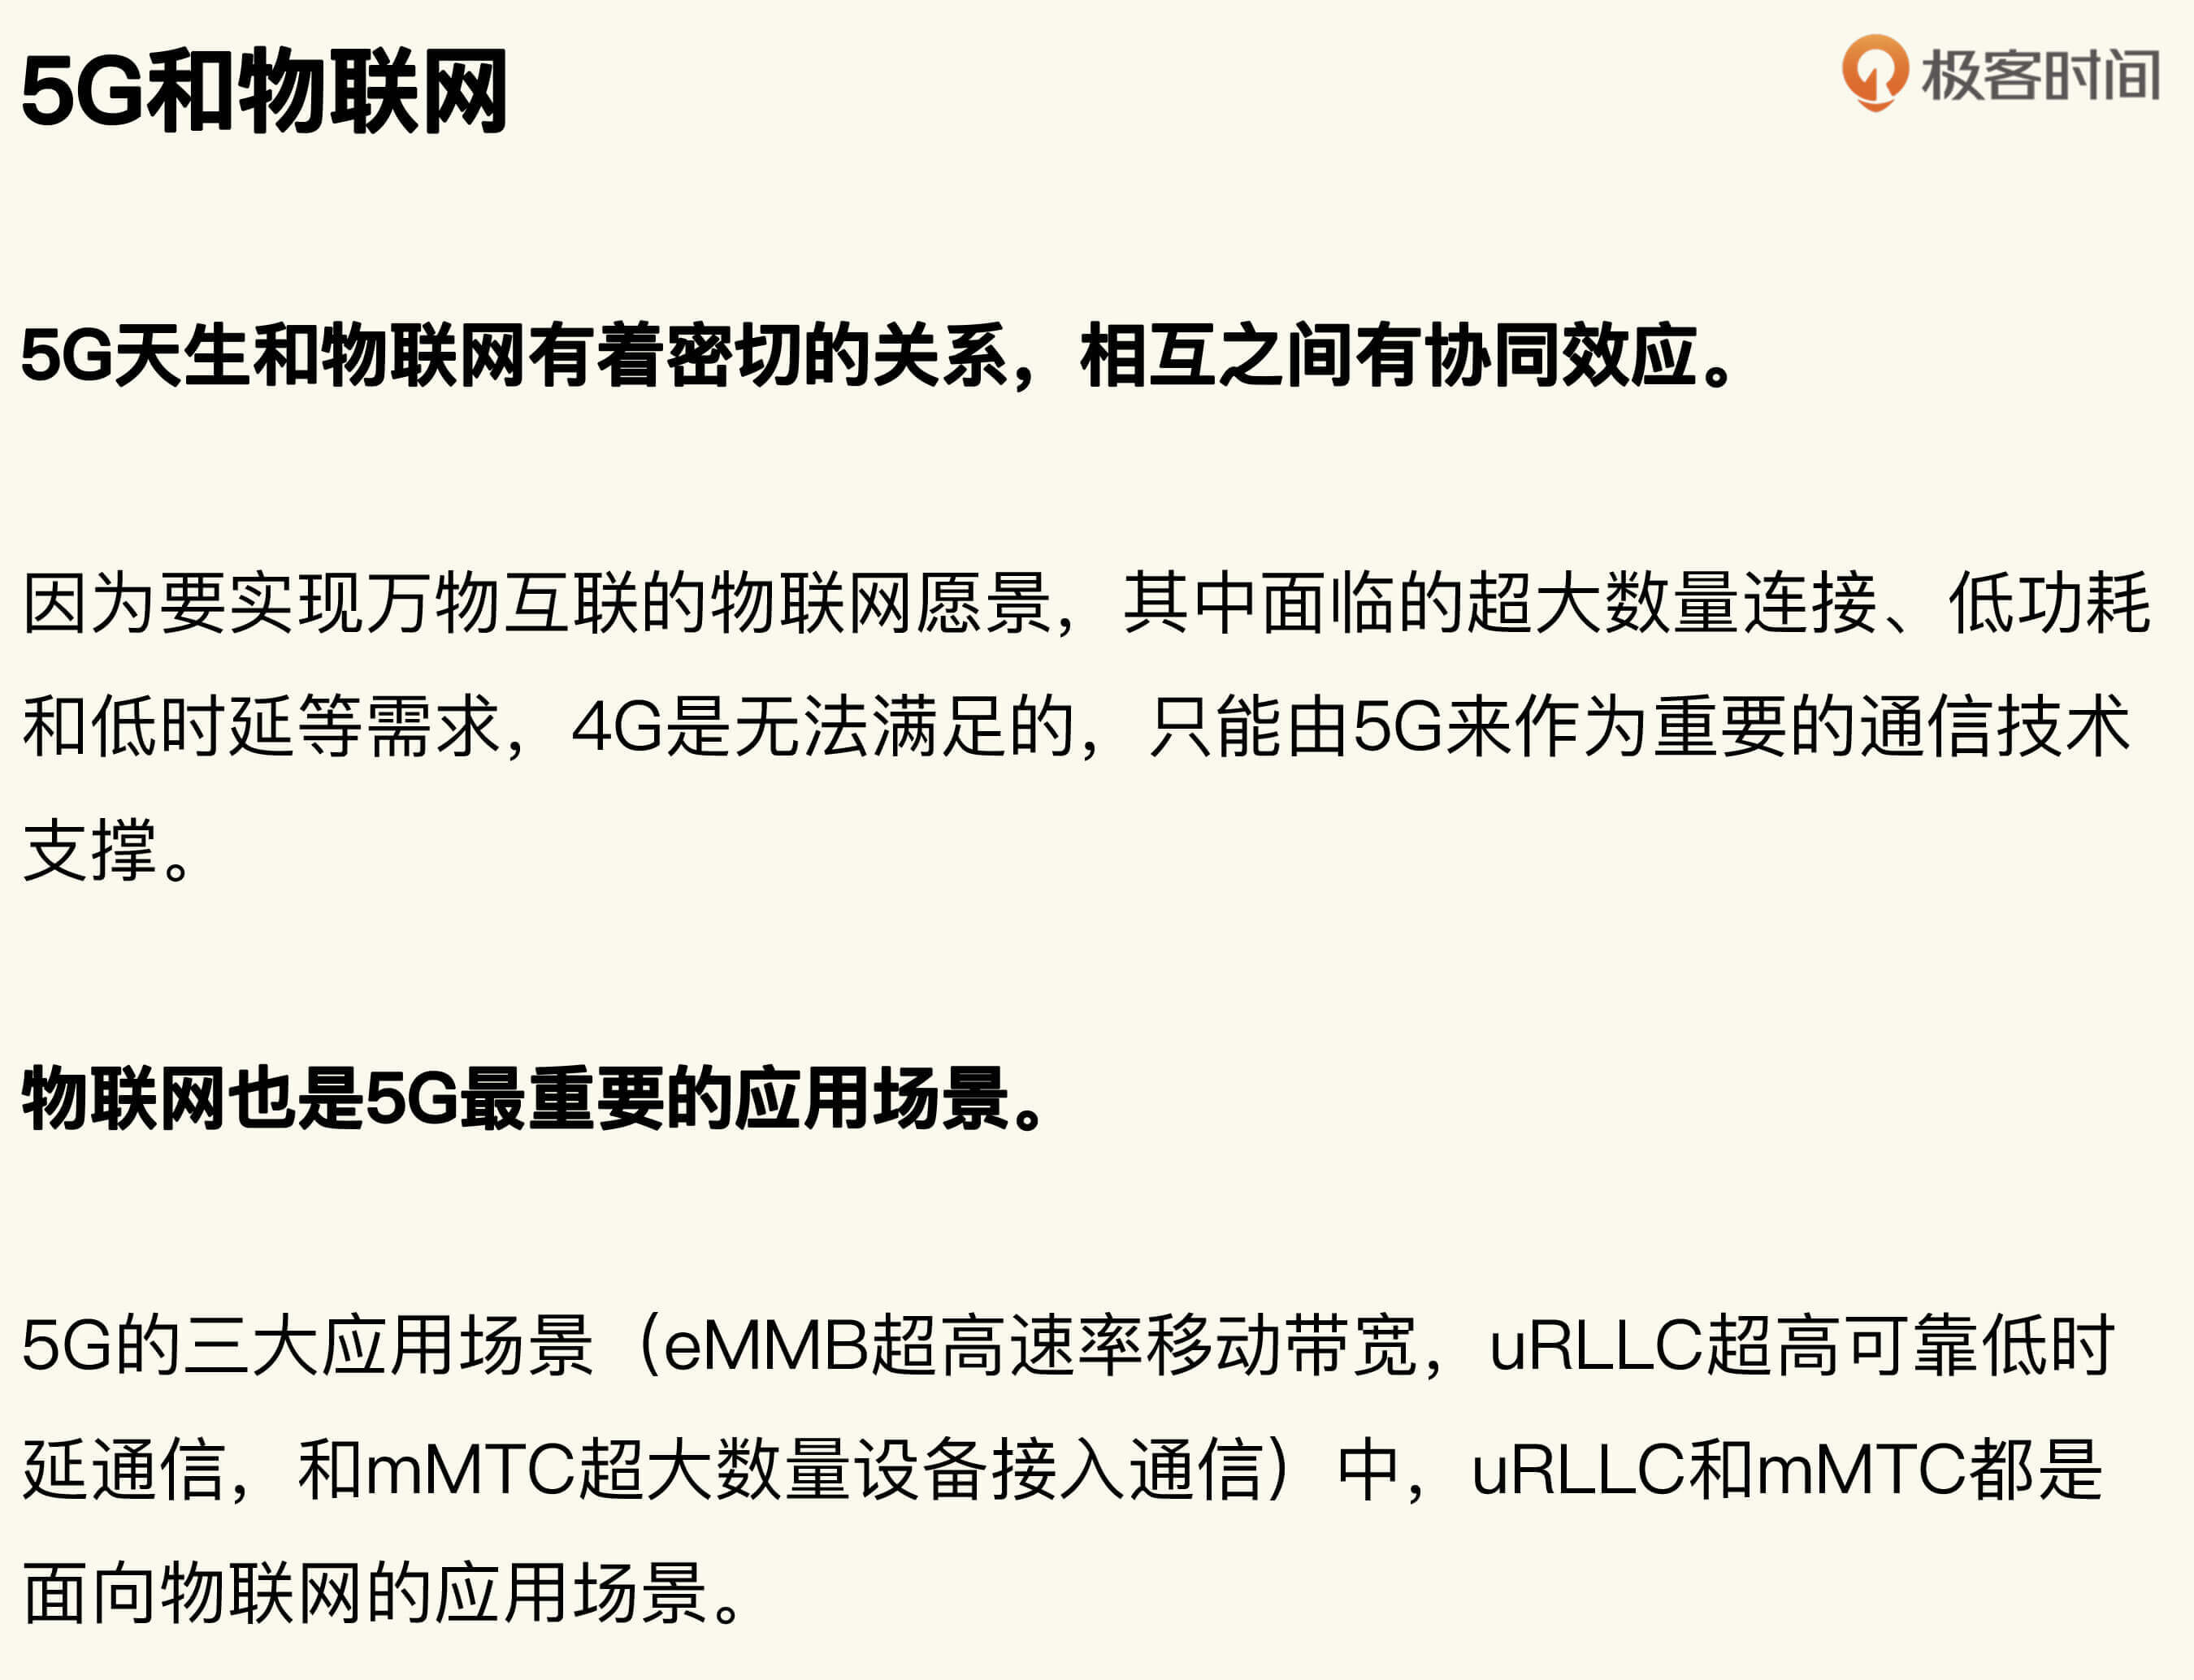 5G和物联网
极客时间
5G天生和物联网有着密切的关系，相互之间有协同效应。
因为要实现万物互联的物联网愿景，其中面临的超大数量连接、低功耗
和低时延等需求，4G是无法满足的，只能由5G来作为重要的通信技术
支撑。
物联网也是5G最重要的应用场景。
5G的三大应用场景（eMMB超高速率移动带宽，uRLLC超高可靠低时
延通信，和mMTC超大数量设备接入通信）中，uRLLC和mMTC都是
面向物联网的应用场景。